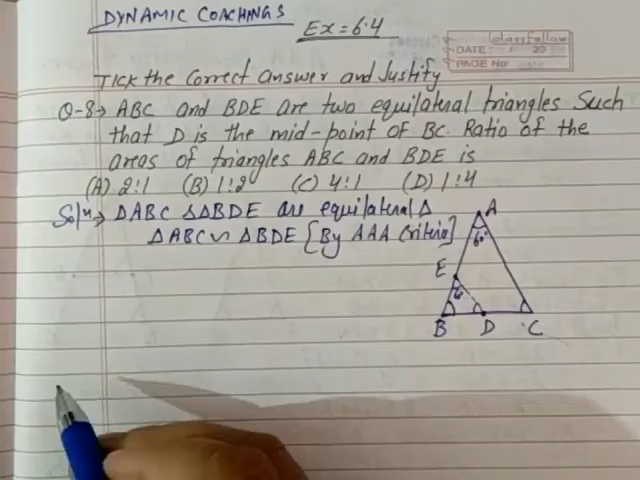 DYNAMIC COACHINGS
Ex = 6.4
classfellow
DATE: 20
PAGE No.
TICK the Correct answer and Justify
Q-8→ ABC and BDE are two equilateral triangles Such
that D is the mid-point OF BC. Ratio of the
areas of triangles ABC and BDE is
(A) 2:1 (B) 1:2 (C) 4:1 (D) 1:4
Soln→ ΔABC & ΔBDE are equilateral Δ
ΔABC ∽ ΔBDE [By AAA Criteria]
A
60°
E
B D C